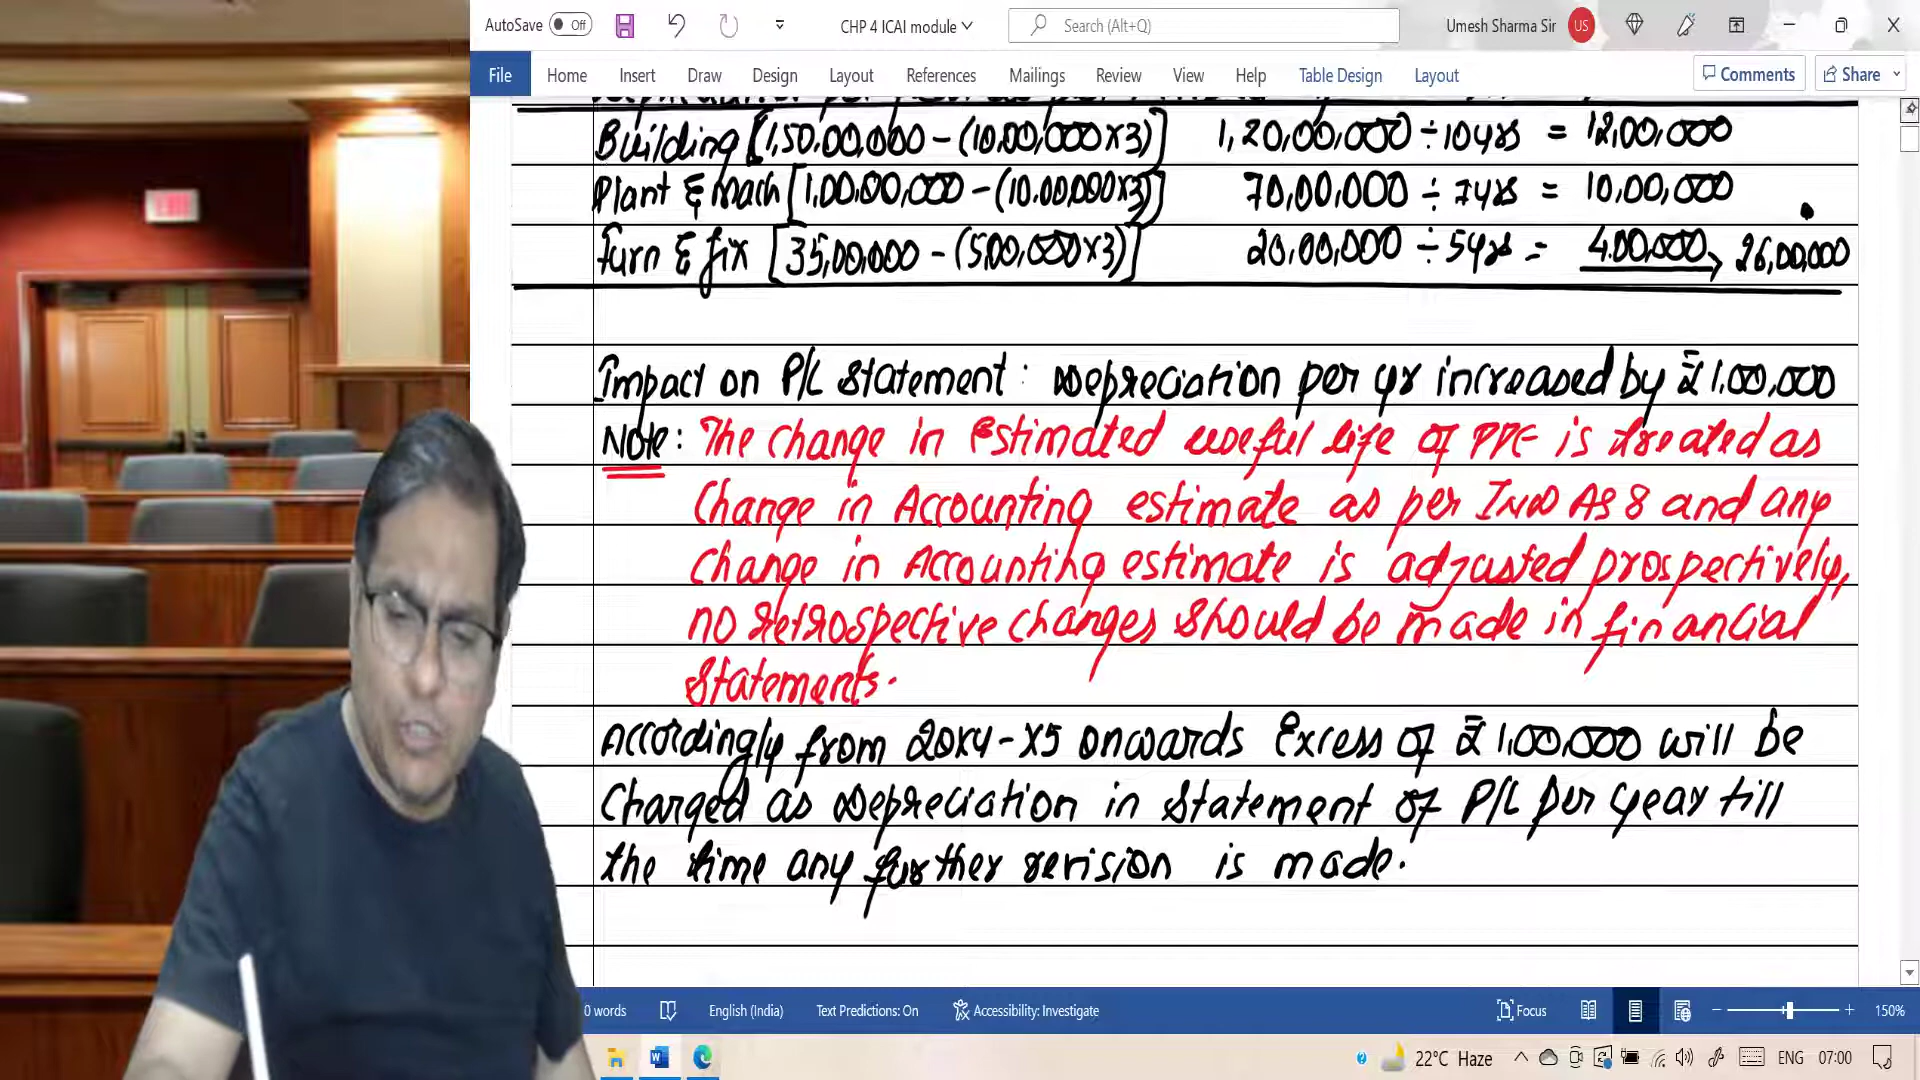 AutoSave Off CHP 4 ICAI module Search (Alt+Q) Umesh Sharma Sir US
File Home Insert Draw Design Layout References Mailings Review View Help Table Design Layout Comments Share
Building [1,50,00,000 - (10,00,000 x 3)] 1,20,00,000 ÷ 10 yrs = 12,00,000
Plant & Mach [1,00,00,000 - (10,00,000 x 3)] 70,00,000 ÷ 7 yrs = 10,00,000
Furn & fix [35,00,000 - (5,00,000 x 3)] 20,00,000 ÷ 5 yrs = 4,00,000 → 26,00,000
Impact on P/L Statement: Depreciation per yr increased by ₹ 1,00,000
Note: The change in Estimated useful life of PPE is treated as
Change in Accounting estimate as per IND AS 8 and any
change in Accounting estimate is adjusted prospectively,
no retrospective changes should be made in financial
Statements.
Accordingly from 20X4-X5 onwards Excess of ₹ 1,00,000 will be
Charged as Depreciation in Statement of P/L per year till
the time any further revision is made.
0 words English (India) Text Predictions: On Accessibility: Investigate Focus 150%
22°C Haze ENG 07:00